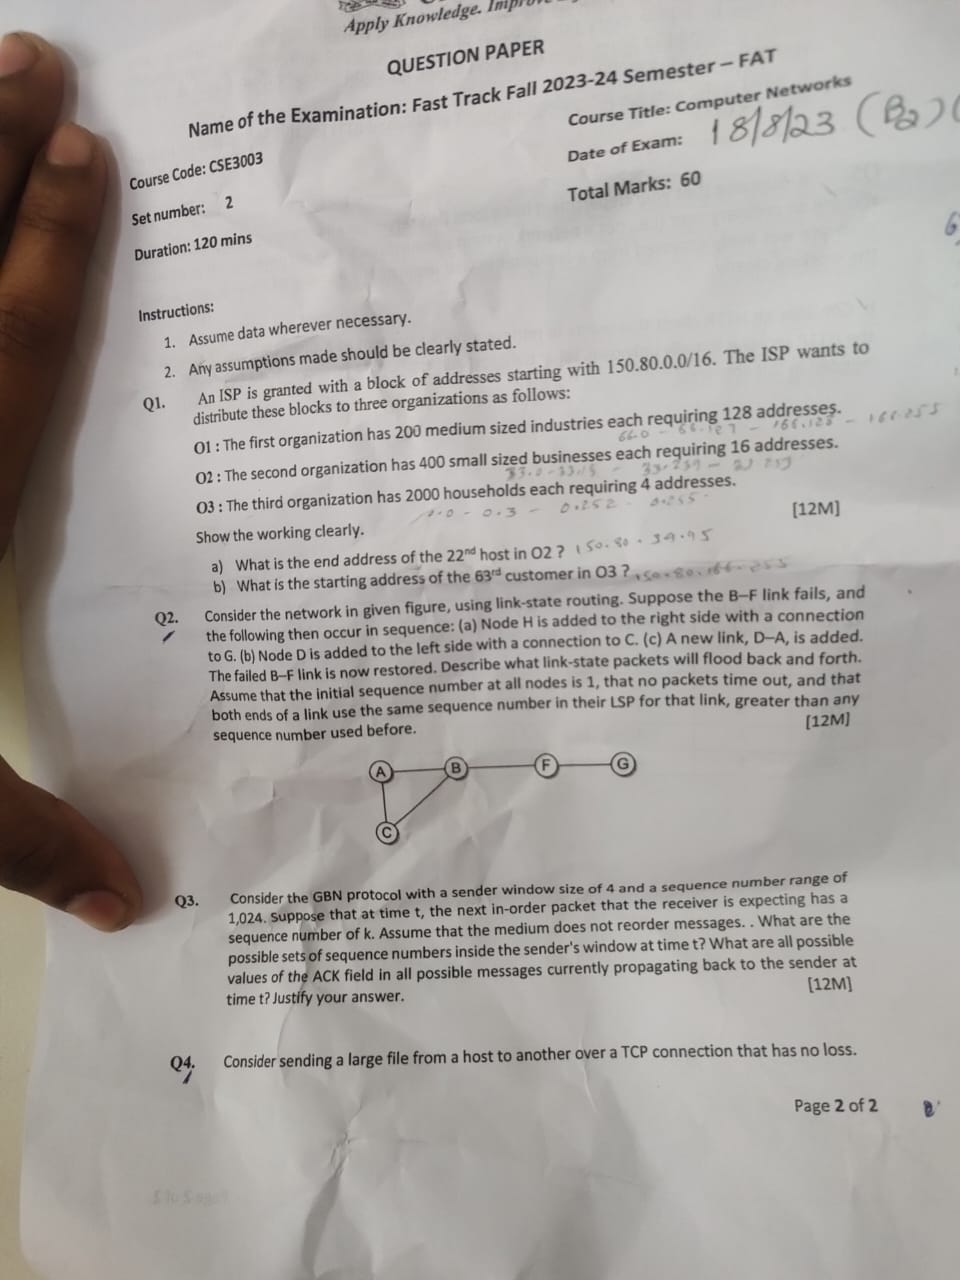 Apply Knowledge.
QUESTION PAPER
Name of the Examination: Fast Track Fall 2023-24 Semester – FAT
Course Code: CSE3003
Course Title: Computer Networks
Set number: 2
Date of Exam: 18/8/23 (B2)
Duration: 120 mins
Total Marks: 60
Instructions:
1. Assume data wherever necessary.
2. Any assumptions made should be clearly stated.
Q1. An ISP is granted with a block of addresses starting with 150.80.0.0/16. The ISP wants to
distribute these blocks to three organizations as follows:
O1 : The first organization has 200 medium sized industries each requiring 128 addresses.
O2 : The second organization has 400 small sized businesses each requiring 16 addresses.
O3 : The third organization has 2000 households each requiring 4 addresses.
0.0 - 0.3 - 0.252 0.255
Show the working clearly. [12M]
a) What is the end address of the 22nd host in O2 ? 150.80.34.95
b) What is the starting address of the 63rd customer in O3 ?
Q2. Consider the network in given figure, using link-state routing. Suppose the B–F link fails, and
the following then occur in sequence: (a) Node H is added to the right side with a connection
to G. (b) Node D is added to the left side with a connection to C. (c) A new link, D–A, is added.
The failed B–F link is now restored. Describe what link-state packets will flood back and forth.
Assume that the initial sequence number at all nodes is 1, that no packets time out, and that
both ends of a link use the same sequence number in their LSP for that link, greater than any
sequence number used before. [12M]
A B F G
C
Q3. Consider the GBN protocol with a sender window size of 4 and a sequence number range of
1,024. Suppose that at time t, the next in-order packet that the receiver is expecting has a
sequence number of k. Assume that the medium does not reorder messages. . What are the
possible sets of sequence numbers inside the sender's window at time t? What are all possible
values of the ACK field in all possible messages currently propagating back to the sender at
time t? Justify your answer. [12M]
Q4. Consider sending a large file from a host to another over a TCP connection that has no loss.
Page 2 of 2